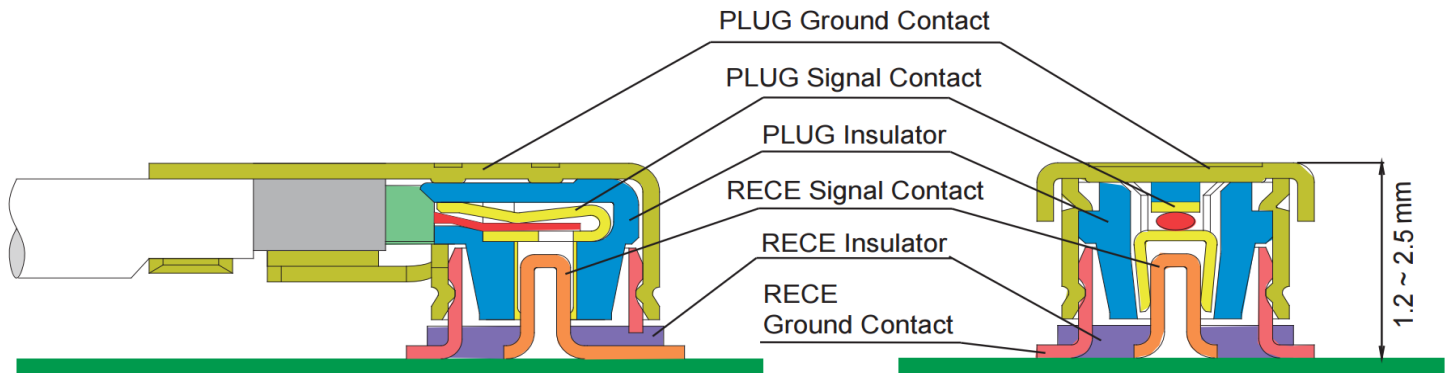 PLUG Ground Contact
PLUG Signal Contact
PLUG Insulator
RECE Signal Contact
RECE Insulator
RECE
Ground Contact
1.2 ~ 2.5 mm